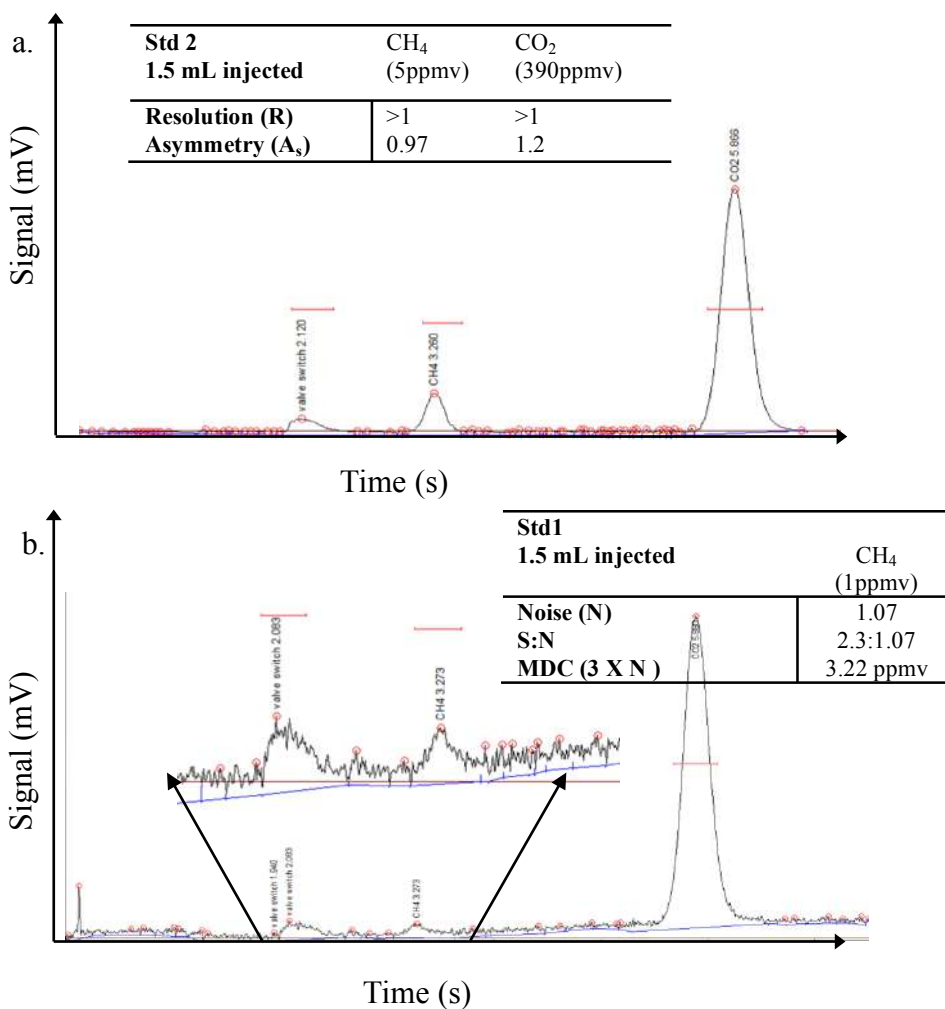 a.
Std 2 CH4 CO2
1.5 mL injected (5ppmv) (390ppmv)
Resolution (R) >1 >1
Asymmetry (As) 0.97 1.2
Signal (mV)
valve switch 2.120
CH4 3.260
CO2 5.866
Time (s)
b.
Std1
1.5 mL injected CH4
(1ppmv)
Noise (N) 1.07
S:N 2.3:1.07
MDC (3 X N ) 3.22 ppmv
Signal (mV)
valve switch 2.083
CH4 3.273
valve switch 1.940
valve switch 2.083
CH4 3.273
Time (s)